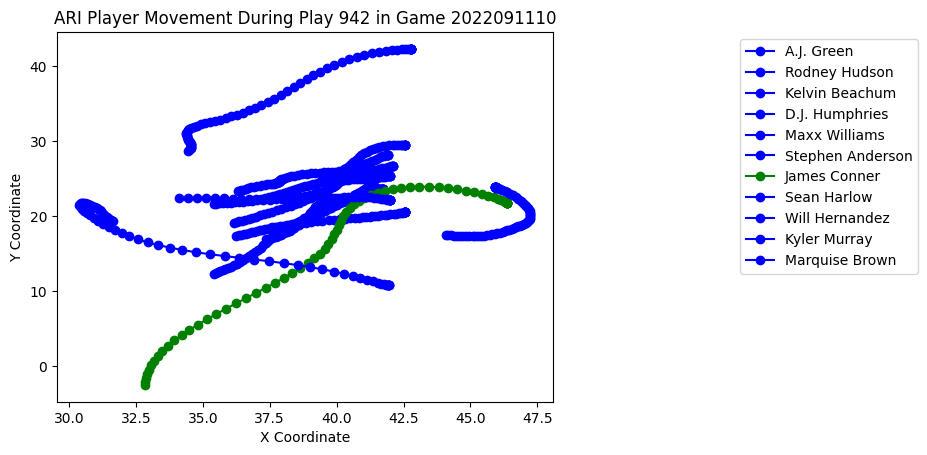 ARI Player Movement During Play 942 in Game 2022091110
40
30
20
10
0
Y Coordinate
30.0 32.5 35.0 37.5 40.0 42.5 45.0 47.5
X Coordinate
A.J. Green
Rodney Hudson
Kelvin Beachum
D.J. Humphries
Maxx Williams
Stephen Anderson
James Conner
Sean Harlow
Will Hernandez
Kyler Murray
Marquise Brown